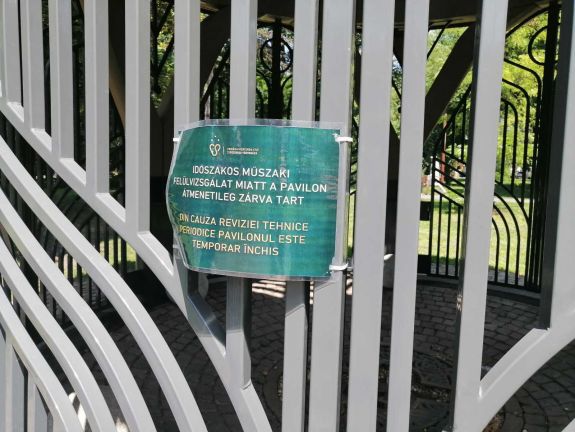 IDŐSZAKOS MŰSZAKI
FELÜLVIZSGÁLAT MIATT A PAVILON
ÁTMENETILEG ZÁRVA TART
DIN CAUZA REVIZIEI TEHNICE
PERIODICE PAVILONUL ESTE
TEMPORAR ÎNCHIS